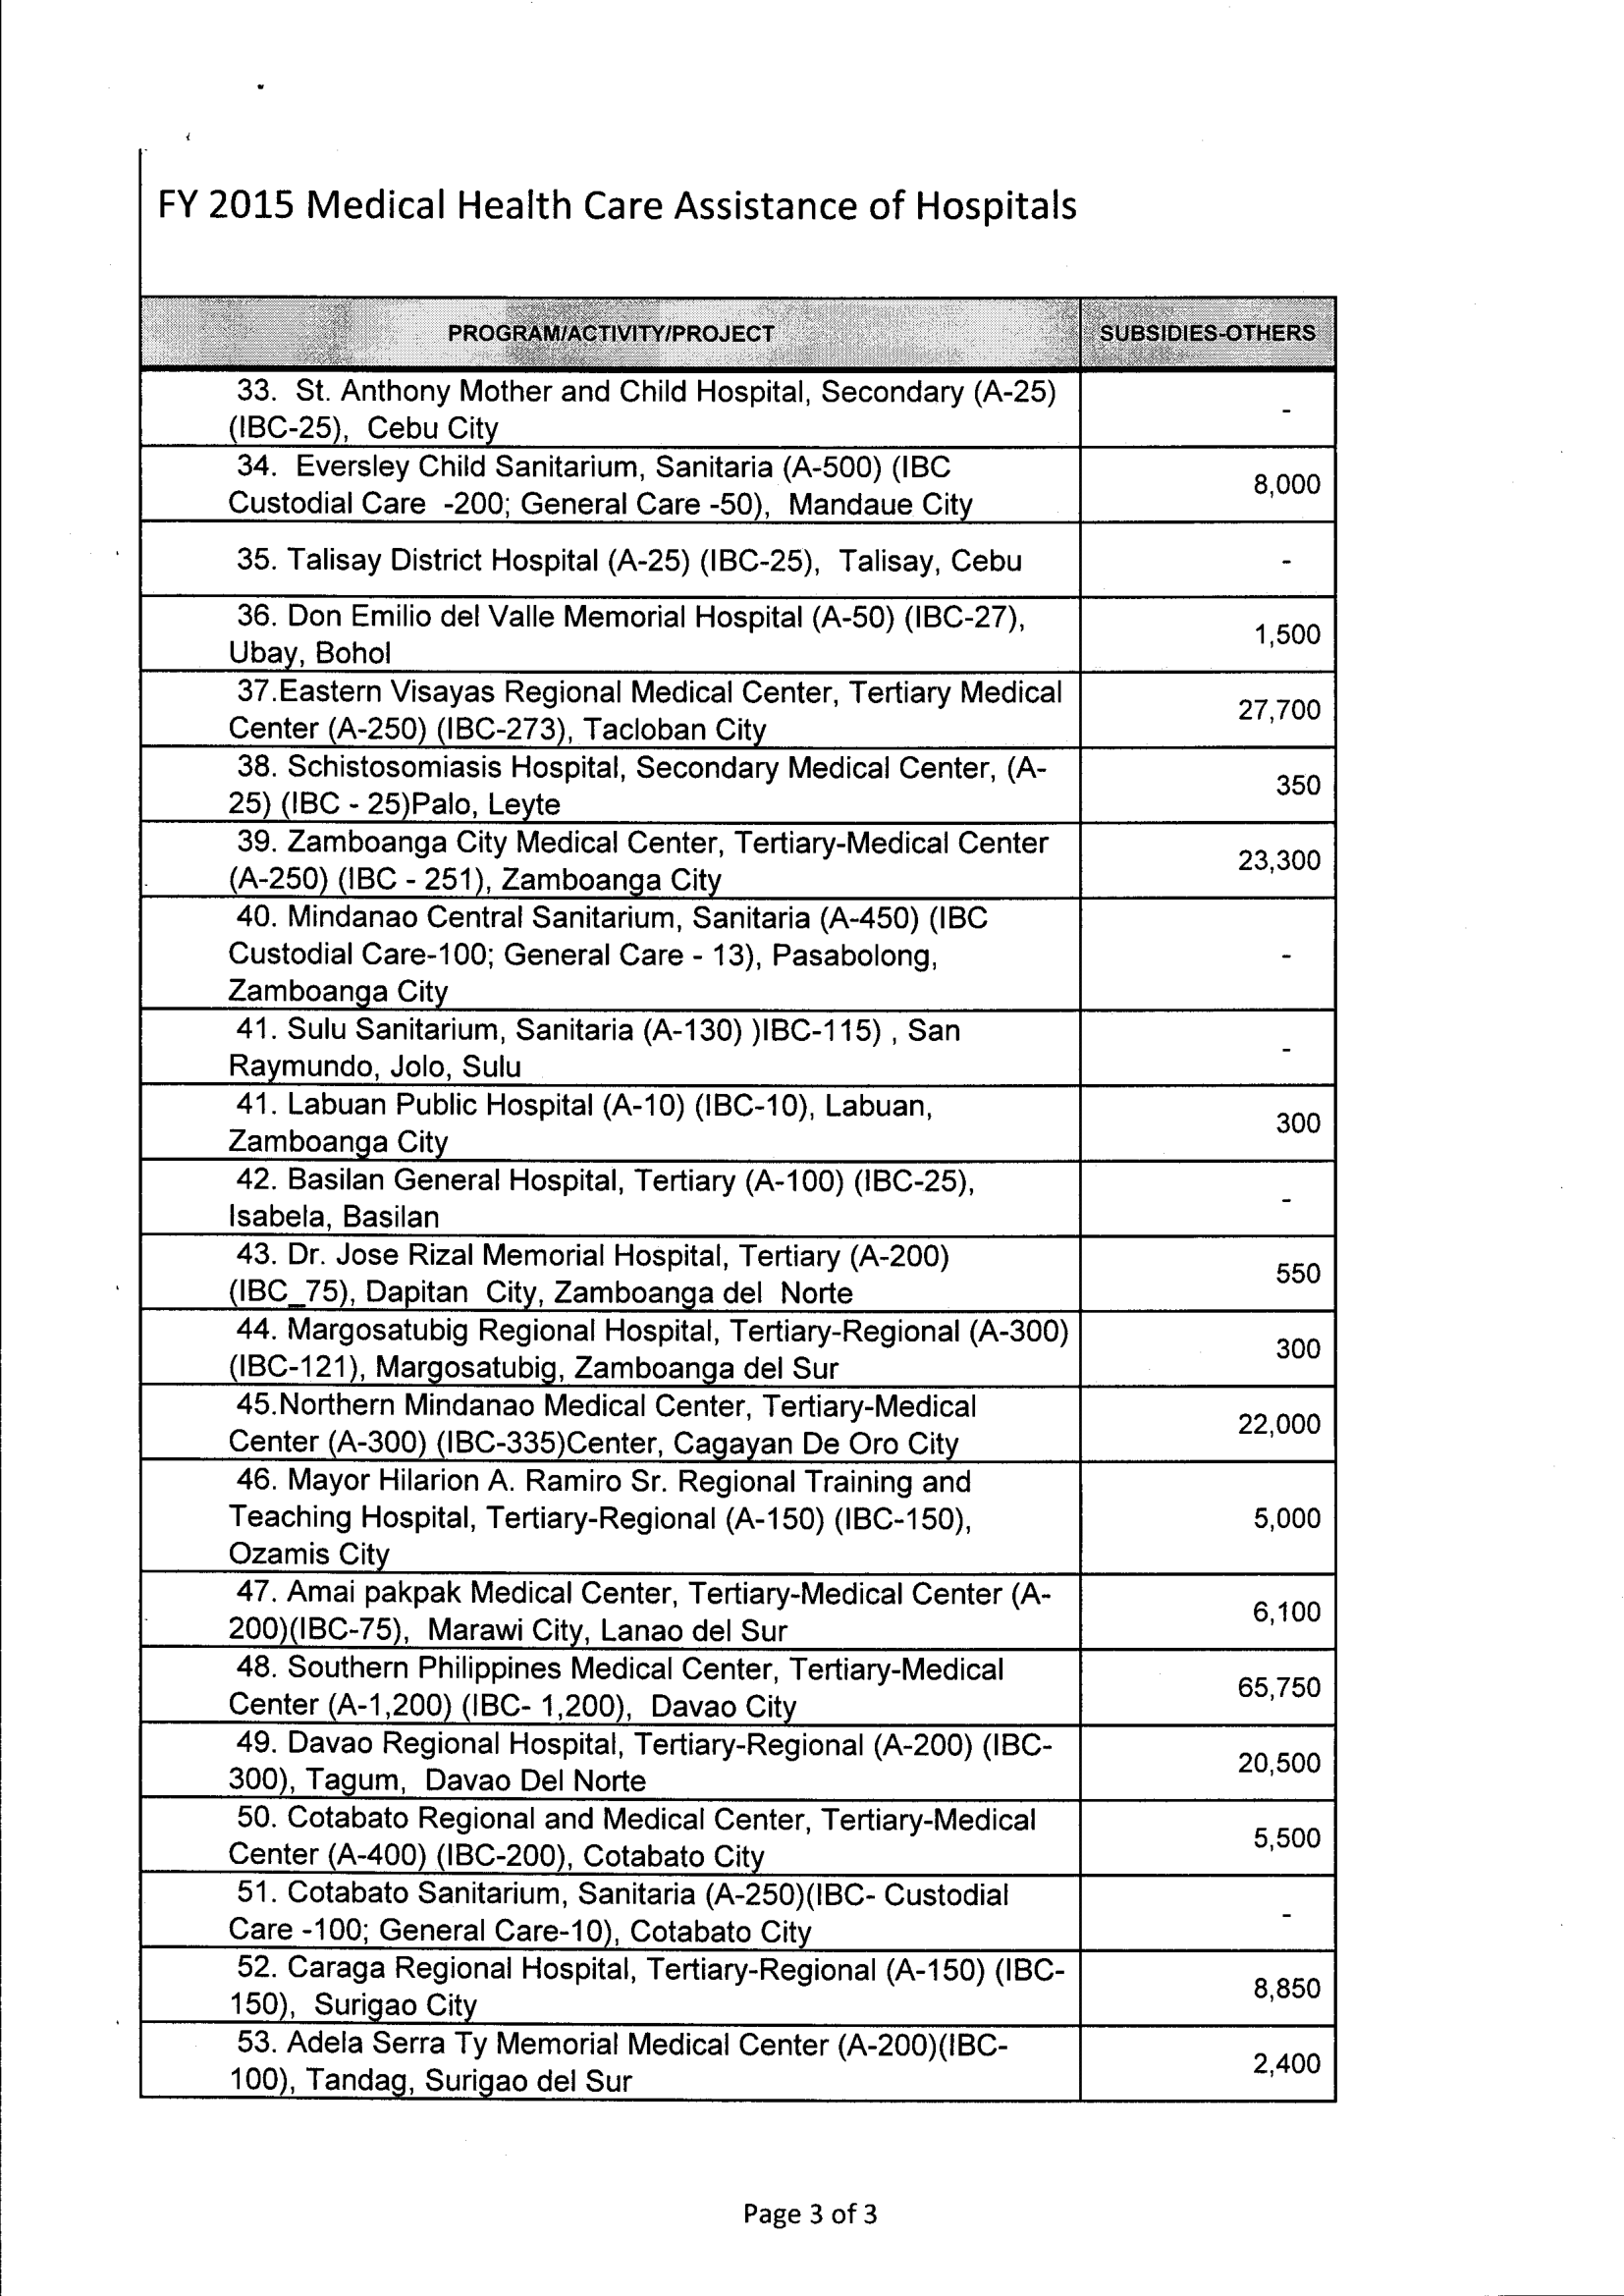 FY 2015 Medical Health Care Assistance of Hospitals
PROGRAM/ACTIVITY/PROJECT SUBSIDIES-OTHERS
33. St. Anthony Mother and Child Hospital, Secondary (A-25)
(IBC-25), Cebu City
-
34. Eversley Child Sanitarium, Sanitaria (A-500) (IBC
Custodial Care -200; General Care -50), Mandaue City
8,000
35. Talisay District Hospital (A-25) (IBC-25), Talisay, Cebu -
36. Don Emilio del Valle Memorial Hospital (A-50) (IBC-27),
Ubay, Bohol
1,500
37.Eastern Visayas Regional Medical Center, Tertiary Medical
Center (A-250) (IBC-273), Tacloban City
27,700
38. Schistosomiasis Hospital, Secondary Medical Center, (A-
25) (IBC - 25)Palo, Leyte
350
39. Zamboanga City Medical Center, Tertiary-Medical Center
(A-250) (IBC - 251), Zamboanga City
23,300
40. Mindanao Central Sanitarium, Sanitaria (A-450) (IBC
Custodial Care-100; General Care - 13), Pasabolong,
Zamboanga City
-
41. Sulu Sanitarium, Sanitaria (A-130) )IBC-115) , San
Raymundo, Jolo, Sulu
-
41. Labuan Public Hospital (A-10) (IBC-10), Labuan,
Zamboanga City
300
42. Basilan General Hospital, Tertiary (A-100) (IBC-25),
Isabela, Basilan
-
43. Dr. Jose Rizal Memorial Hospital, Tertiary (A-200)
(IBC_75), Dapitan City, Zamboanga del Norte
550
44. Margosatubig Regional Hospital, Tertiary-Regional (A-300)
(IBC-121), Margosatubig, Zamboanga del Sur
300
45.Northern Mindanao Medical Center, Tertiary-Medical
Center (A-300) (IBC-335)Center, Cagayan De Oro City
22,000
46. Mayor Hilarion A. Ramiro Sr. Regional Training and
Teaching Hospital, Tertiary-Regional (A-150) (IBC-150),
Ozamis City
5,000
47. Amai pakpak Medical Center, Tertiary-Medical Center (A-
200)(IBC-75), Marawi City, Lanao del Sur
6,100
48. Southern Philippines Medical Center, Tertiary-Medical
Center (A-1,200) (IBC- 1,200), Davao City
65,750
49. Davao Regional Hospital, Tertiary-Regional (A-200) (IBC-
300), Tagum, Davao Del Norte
20,500
50. Cotabato Regional and Medical Center, Tertiary-Medical
Center (A-400) (IBC-200), Cotabato City
5,500
51. Cotabato Sanitarium, Sanitaria (A-250)(IBC- Custodial
Care -100; General Care-10), Cotabato City
-
52. Caraga Regional Hospital, Tertiary-Regional (A-150) (IBC-
150), Surigao City
8,850
53. Adela Serra Ty Memorial Medical Center (A-200)(IBC-
100), Tandag, Surigao del Sur
2,400
Page 3 of 3